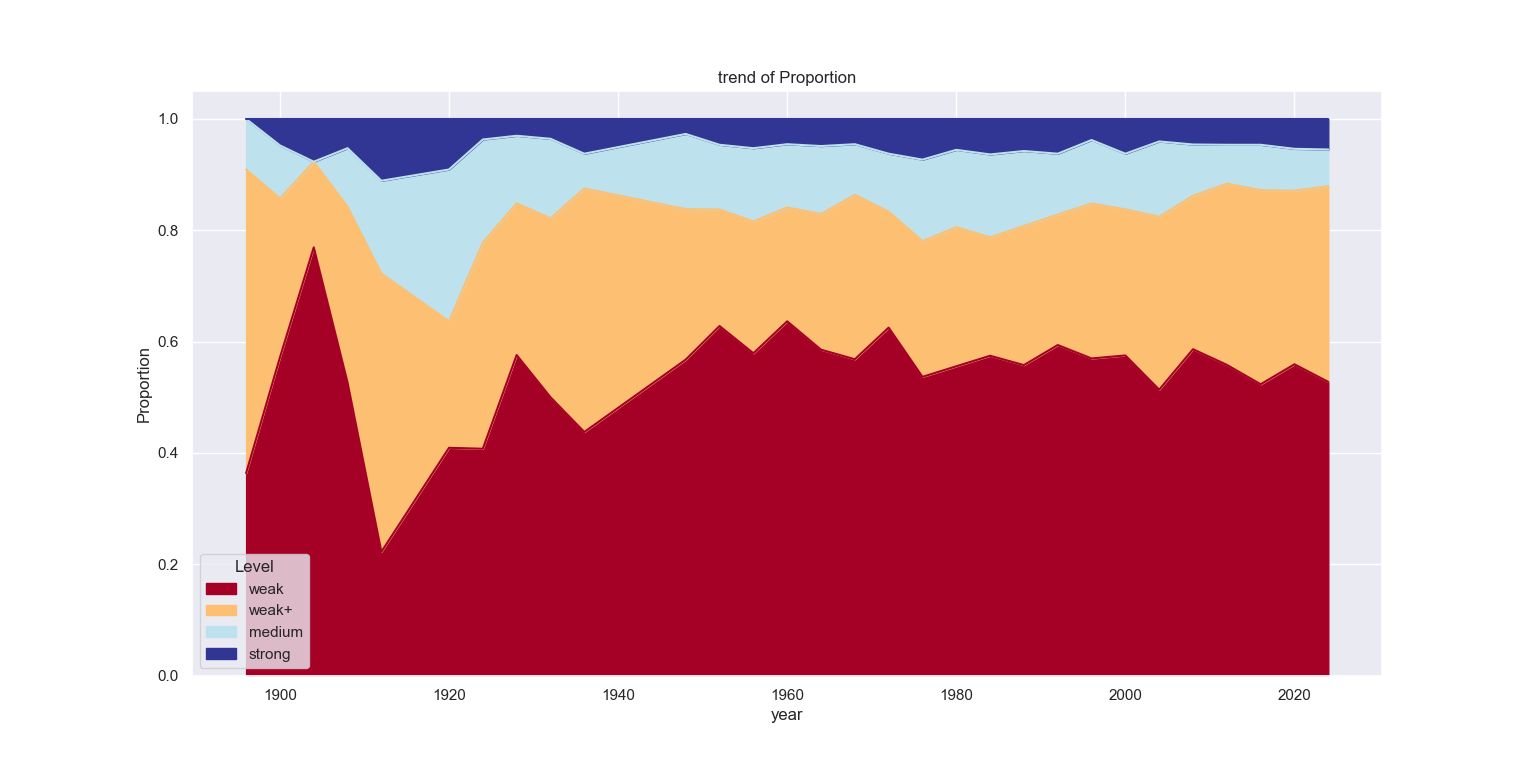 trend of Proportion
1.0
0.8
0.6
0.4
0.2
0.0
Proportion
Level
weak
weak+
medium
strong
1900 1920 1940 1960 1980 2000 2020
year